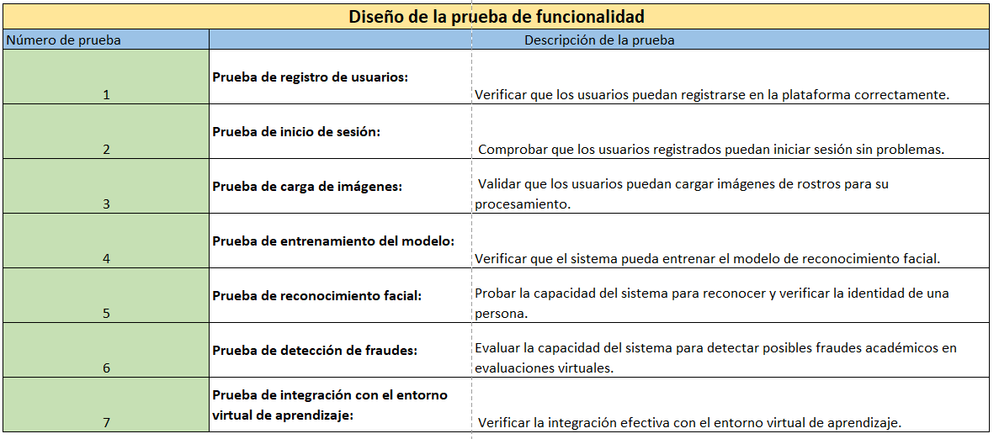 Diseño de la prueba de funcionalidad
Número de prueba
Descripción de la prueba
1
Prueba de registro de usuarios:
Verificar que los usuarios puedan registrarse en la plataforma correctamente.
2
Prueba de inicio de sesión:
Comprobar que los usuarios registrados puedan iniciar sesión sin problemas.
3
Prueba de carga de imágenes:
Validar que los usuarios puedan cargar imágenes de rostros para su
procesamiento.
4
Prueba de entrenamiento del modelo:
Verificar que el sistema pueda entrenar el modelo de reconocimiento facial.
5
Prueba de reconocimiento facial:
Probar la capacidad del sistema para reconocer y verificar la identidad de una
persona.
6
Prueba de detección de fraudes:
Evaluar la capacidad del sistema para detectar posibles fraudes académicos en
evaluaciones virtuales.
7
Prueba de integración con el entorno
virtual de aprendizaje:
Verificar la integración efectiva con el entorno virtual de aprendizaje.